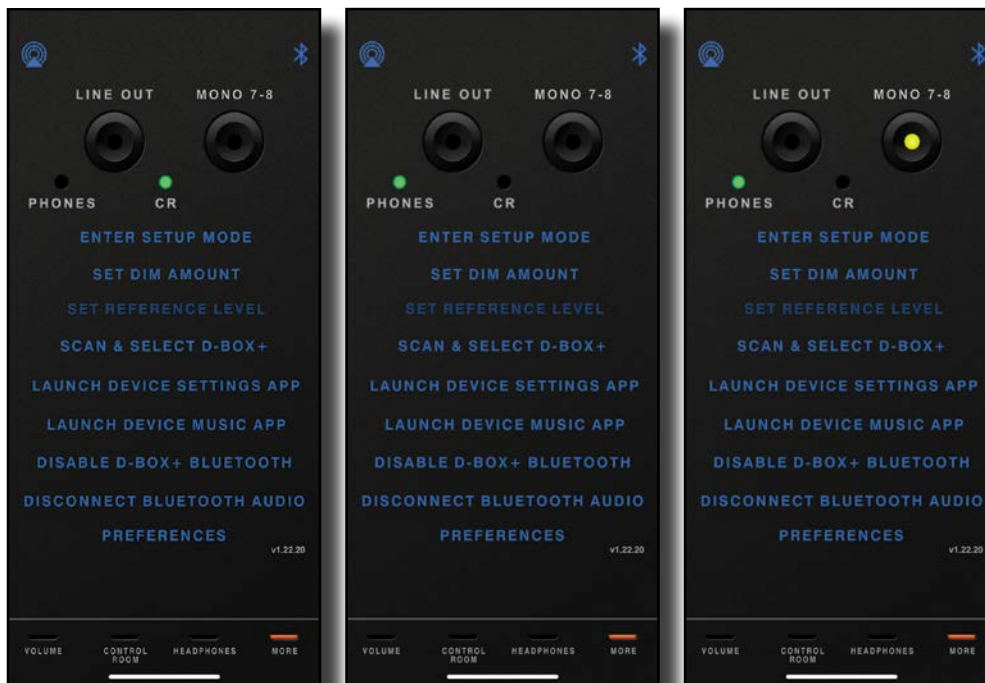 LINE OUT MONO 7-8
PHONES CR
ENTER SETUP MODE
SET DIM AMOUNT
SET REFERENCE LEVEL
SCAN & SELECT D-BOX+
LAUNCH DEVICE SETTINGS APP
LAUNCH DEVICE MUSIC APP
DISABLE D-BOX+ BLUETOOTH
DISCONNECT BLUETOOTH AUDIO
PREFERENCES
v1.22.20
VOLUME CONTROL ROOM HEADPHONES MORE
LINE OUT MONO 7-8
PHONES CR
ENTER SETUP MODE
SET DIM AMOUNT
SET REFERENCE LEVEL
SCAN & SELECT D-BOX+
LAUNCH DEVICE SETTINGS APP
LAUNCH DEVICE MUSIC APP
DISABLE D-BOX+ BLUETOOTH
DISCONNECT BLUETOOTH AUDIO
PREFERENCES
v1.22.20
VOLUME CONTROL ROOM HEADPHONES MORE
LINE OUT MONO 7-8
PHONES CR
ENTER SETUP MODE
SET DIM AMOUNT
SET REFERENCE LEVEL
SCAN & SELECT D-BOX+
LAUNCH DEVICE SETTINGS APP
LAUNCH DEVICE MUSIC APP
DISABLE D-BOX+ BLUETOOTH
DISCONNECT BLUETOOTH AUDIO
PREFERENCES
v1.22.20
VOLUME CONTROL ROOM HEADPHONES MORE